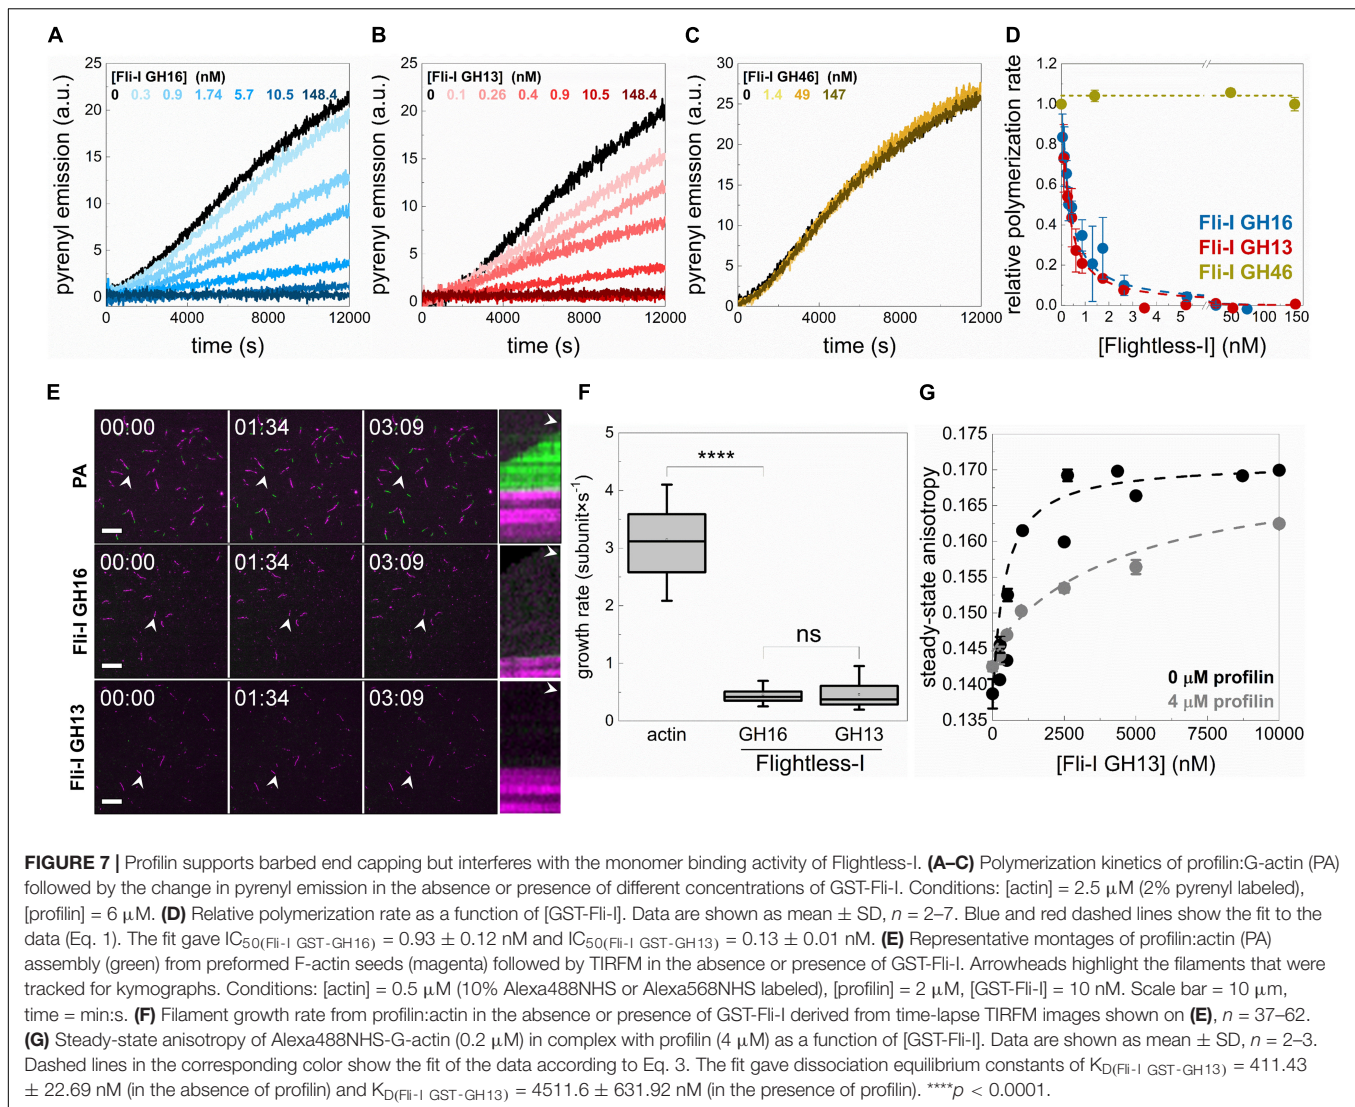 A
[Fli-I GH16] (nM)
0 0.3 0.9 1.74 5.7 10.5 148.4
pyrenyl emission (a.u.)
25
20
15
10
5
0
0 4000 8000 12000
time (s)
B
[Fli-I GH13] (nM)
0 0.1 0.26 0.4 0.9 10.5 148.4
pyrenyl emission (a.u.)
25
20
15
10
5
0
0 4000 8000 12000
time (s)
C
[Fli-I GH46] (nM)
0 1.4 49 147
pyrenyl emission (a.u.)
30
25
20
15
10
5
0
0 4000 8000 12000
time (s)
D
relative polymerization rate
1.2
1.0
0.8
0.6
0.4
0.2
0.0
Fli-I GH16
Fli-I GH13
Fli-I GH46
0 1 2 3 4 5 50 100 150
[Flightless-I] (nM)
E
PA
00:00 01:34 03:09
Fli-I GH16
00:00 01:34 03:09
Fli-I GH13
00:00 01:34 03:09
F
growth rate (subunit×s⁻¹)
5
4
3
2
1
0
****
ns
actin GH16 GH13
Flightless-I
G
steady-state anisotropy
0.175
0.170
0.165
0.160
0.155
0.150
0.145
0.140
0.135
0 µM profilin
4 µM profilin
0 2500 5000 7500 10000
[Fli-I GH13] (nM)
FIGURE 7 | Profilin supports barbed end capping but interferes with the monomer binding activity of Flightless-I. (A–C) Polymerization kinetics of profilin:G-actin (PA)
followed by the change in pyrenyl emission in the absence or presence of different concentrations of GST-Fli-I. Conditions: [actin] = 2.5 µM (2% pyrenyl labeled),
[profilin] = 6 µM. (D) Relative polymerization rate as a function of [GST-Fli-I]. Data are shown as mean ± SD, n = 2–7. Blue and red dashed lines show the fit to the
data (Eq. 1). The fit gave IC50(Fli-I GST-GH16) = 0.93 ± 0.12 nM and IC50(Fli-I GST-GH13) = 0.13 ± 0.01 nM. (E) Representative montages of profilin:actin (PA)
assembly (green) from preformed F-actin seeds (magenta) followed by TIRFM in the absence or presence of GST-Fli-I. Arrowheads highlight the filaments that were
tracked for kymographs. Conditions: [actin] = 0.5 µM (10% Alexa488NHS or Alexa568NHS labeled), [profilin] = 2 µM, [GST-Fli-I] = 10 nM. Scale bar = 10 µm,
time = min:s. (F) Filament growth rate from profilin:actin in the absence or presence of GST-Fli-I derived from time-lapse TIRFM images shown on (E), n = 37–62.
(G) Steady-state anisotropy of Alexa488NHS-G-actin (0.2 µM) in complex with profilin (4 µM) as a function of [GST-Fli-I]. Data are shown as mean ± SD, n = 2–3.
Dashed lines in the corresponding color show the fit of the data according to Eq. 3. The fit gave dissociation equilibrium constants of KD(Fli-I GST-GH13) = 411.43
± 22.69 nM (in the absence of profilin) and KD(Fli-I GST-GH13) = 4511.6 ± 631.92 nM (in the presence of profilin). ****p < 0.0001.